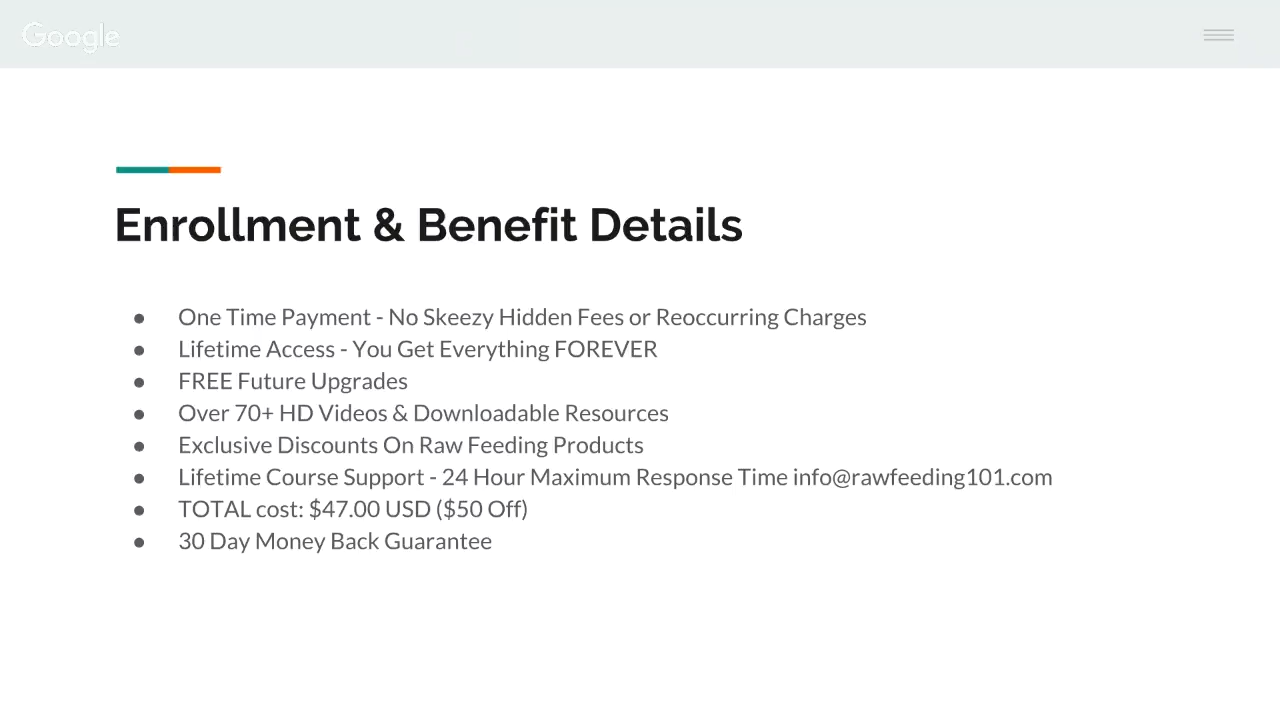 Google
Enrollment & Benefit Details
● One Time Payment - No Skeezy Hidden Fees or Reoccurring Charges
● Lifetime Access - You Get Everything FOREVER
● FREE Future Upgrades
● Over 70+ HD Videos & Downloadable Resources
● Exclusive Discounts On Raw Feeding Products
● Lifetime Course Support - 24 Hour Maximum Response Time info@rawfeeding101.com
● TOTAL cost: $47.00 USD ($50 Off)
● 30 Day Money Back Guarantee